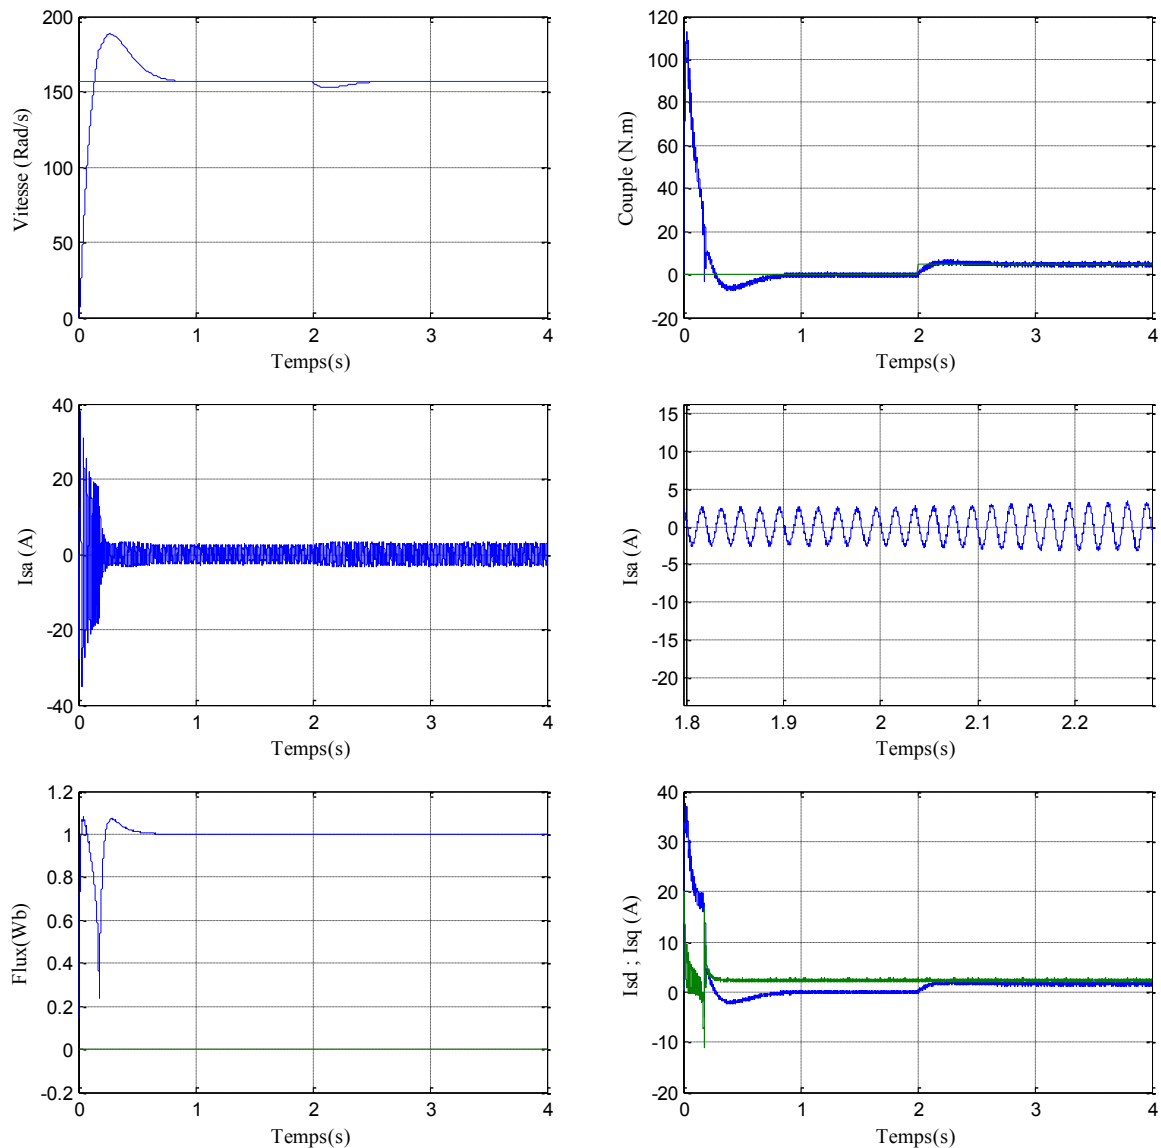 200
150
100
50
0
0 1 2 3 4
Vitesse (Rad/s)
Temps(s)
120
100
80
60
40
20
0
-20
0 1 2 3 4
Couple (N.m)
Temps(s)
40
20
0
-20
-40
0 1 2 3 4
Isa (A)
Temps(s)
15
10
5
0
-5
-10
-15
-20
1.8 1.9 2 2.1 2.2
Isa (A)
Temps(s)
1.2
1
0.8
0.6
0.4
0.2
0
-0.2
0 1 2 3 4
Flux(Wb)
Temps(s)
40
30
20
10
0
-10
-20
0 1 2 3 4
Isd ; Isq (A)
Temps(s)